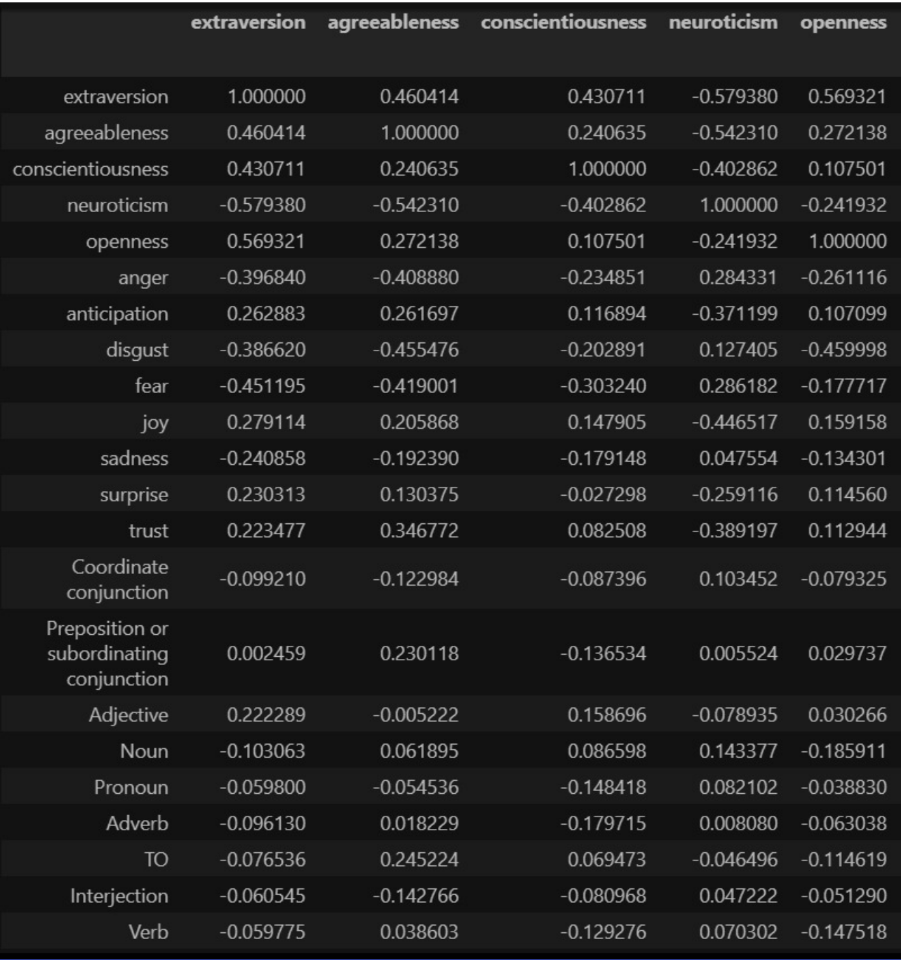 extraversion agreeableness conscientiousness neuroticism openness
extraversion 1.000000 0.460414 0.430711 -0.579380 0.569321
agreeableness 0.460414 1.000000 0.240635 -0.542310 0.272138
conscientiousness 0.430711 0.240635 1.000000 -0.402862 0.107501
neuroticism -0.579380 -0.542310 -0.402862 1.000000 -0.241932
openness 0.569321 0.272138 0.107501 -0.241932 1.000000
anger -0.396840 -0.408880 -0.234851 0.284331 -0.261116
anticipation 0.262883 0.261697 0.116894 -0.371199 0.107099
disgust -0.386620 -0.455476 -0.202891 0.127405 -0.459998
fear -0.451195 -0.419001 -0.303240 0.286182 -0.177717
joy 0.279114 0.205868 0.147905 -0.446517 0.159158
sadness -0.240858 -0.192390 -0.179148 0.047554 -0.134301
surprise 0.230313 0.130375 -0.027298 -0.259116 0.114560
trust 0.223477 0.346772 0.082508 -0.389197 0.112944
Coordinate
conjunction -0.099210 -0.122984 -0.087396 0.103452 -0.079325
Preposition or
subordinating 0.002459 0.230118 -0.136534 0.005524 0.029737
conjunction
Adjective 0.222289 -0.005222 0.158696 -0.078935 0.030266
Noun -0.103063 0.061895 0.086598 0.143377 -0.185911
Pronoun -0.059800 -0.054536 -0.148418 0.082102 -0.038830
Adverb -0.096130 0.018229 -0.179715 0.008080 -0.063038
TO -0.076536 0.245224 0.069473 -0.046496 -0.114619
Interjection -0.060545 -0.142766 -0.080968 0.047222 -0.051290
Verb -0.059775 0.038603 -0.129276 0.070302 -0.147518